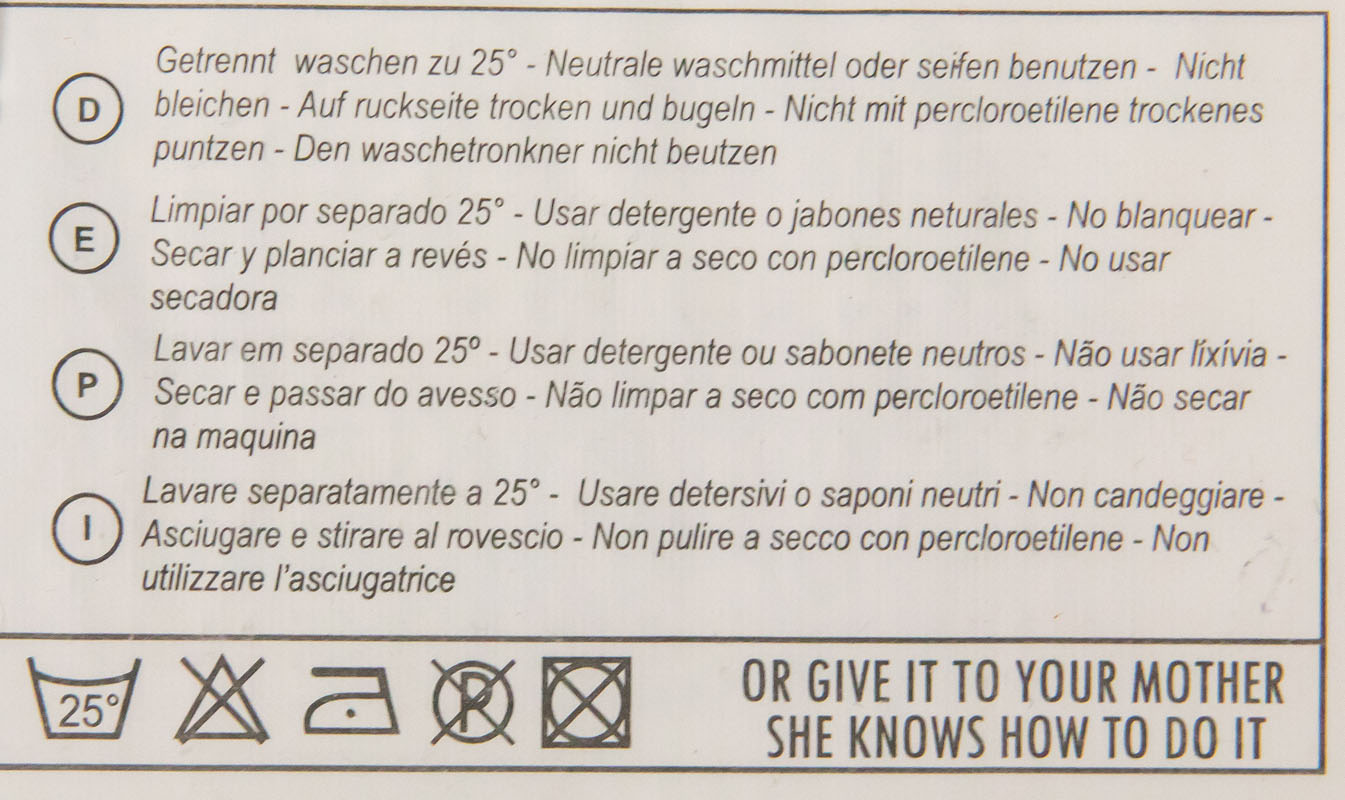 D
Getrennt waschen zu 25° - Neutrale waschmittel oder seifen benutzen - Nicht
bleichen - Auf ruckseite trocken und bugeln - Nicht mit percloroetilene trockenes
puntzen - Den waschetronkner nicht beutzen
E
Limpiar por separado 25° - Usar detergente o jabones neturales - No blanquear -
Secar y planciar a revés - No limpiar a seco con percloroetilene - No usar
secadora
P
Lavar em separado 25º - Usar detergente ou sabonete neutros - Não usar lixívia -
Secar e passar do avesso - Não limpar a seco com percloroetilene - Não secar
na maquina
I
Lavare separatamente a 25° - Usare detersivi o saponi neutri - Non candeggiare -
Asciugare e stirare al rovescio - Non pulire a secco con percloroetilene - Non
utilizzare l'asciugatrice
25°
P
OR GIVE IT TO YOUR MOTHER
SHE KNOWS HOW TO DO IT